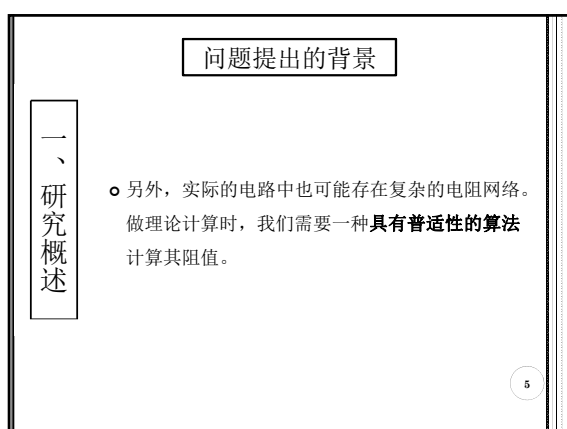 问题提出的背景
一、研究概述
另外，实际的电路中也可能存在复杂的电阻网络。
做理论计算时，我们需要一种具有普适性的算法
计算其阻值。
5